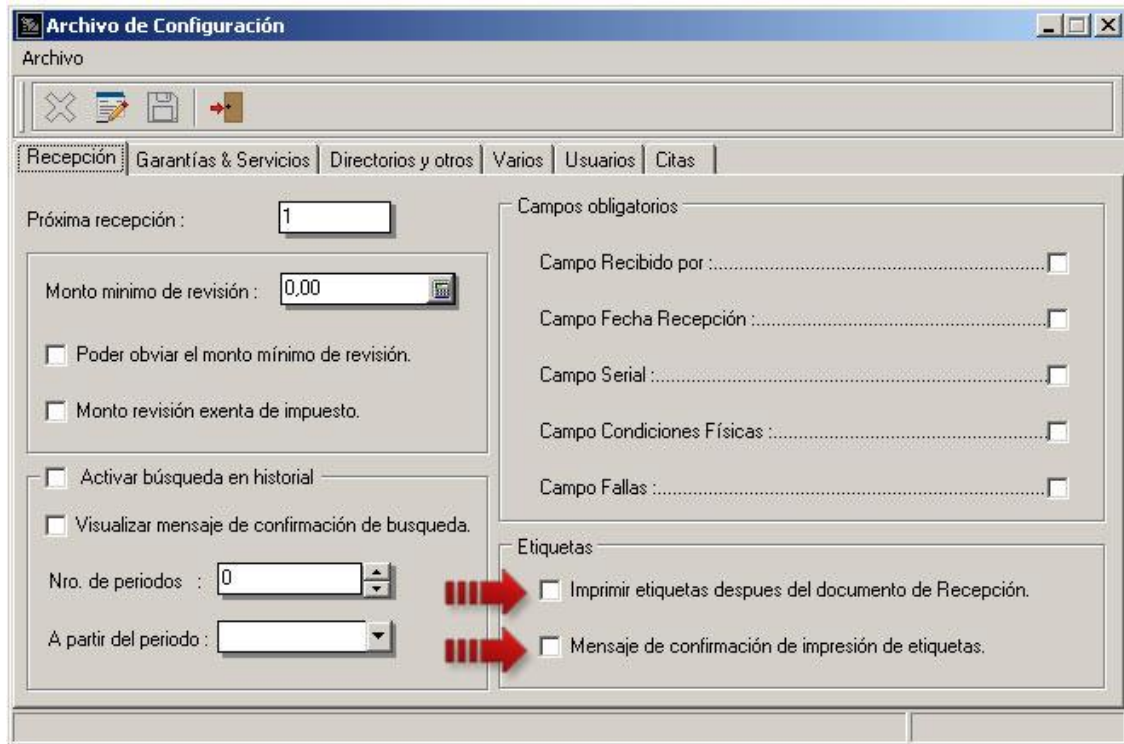 Archivo de Configuración
Archivo
Recepción Garantías & Servicios Directorios y otros Varios Usuarios Citas
Próxima recepción : 1
Monto minimo de revisión : 0,00
Poder obviar el monto mínimo de revisión.
Monto revisión exenta de impuesto.
Activar búsqueda en historial
Visualizar mensaje de confirmación de busqueda.
Nro. de periodos : 0
A partir del periodo :
Campos obligatorios
Campo Recibido por :
Campo Fecha Recepción :
Campo Serial :
Campo Condiciones Físicas :
Campo Fallas :
Etiquetas
Imprimir etiquetas despues del documento de Recepción.
Mensaje de confirmación de impresión de etiquetas.